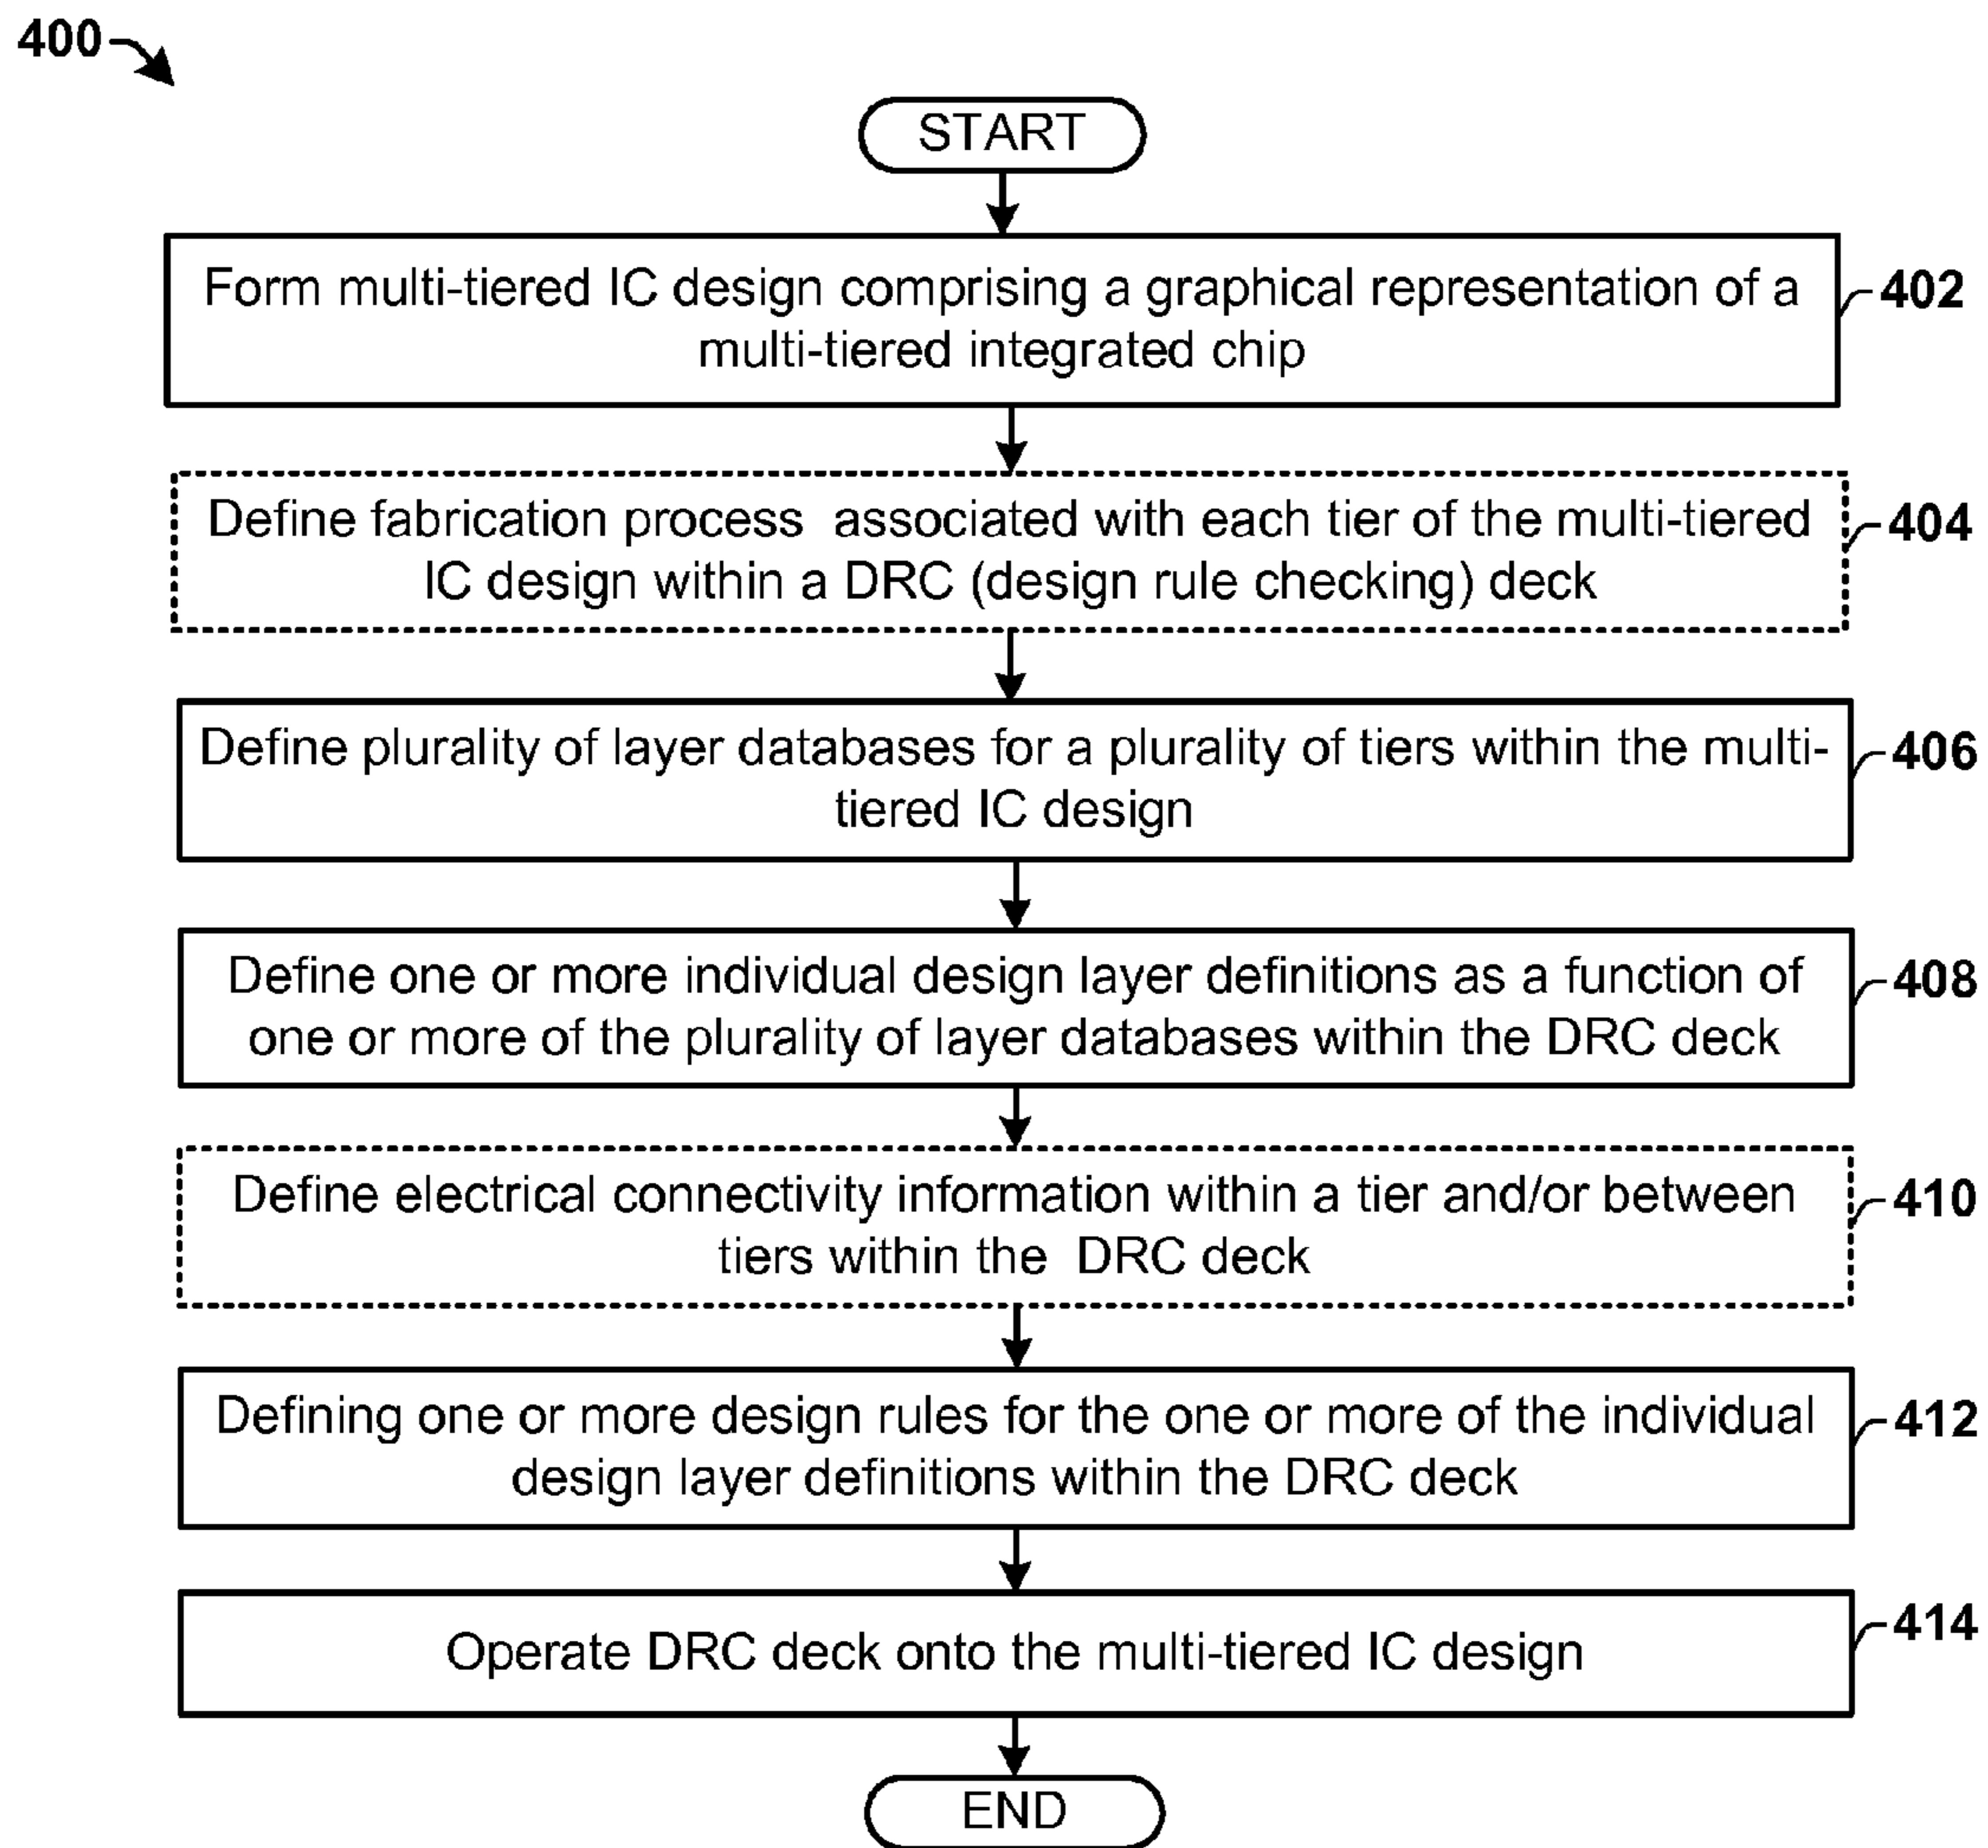 400
START
Form multi-tiered IC design comprising a graphical representation of a
multi-tiered integrated chip
402
Define fabrication process associated with each tier of the multi-tiered
IC design within a DRC (design rule checking) deck
404
Define plurality of layer databases for a plurality of tiers within the multi-
tiered IC design
406
Define one or more individual design layer definitions as a function of
one or more of the plurality of layer databases within the DRC deck
408
Define electrical connectivity information within a tier and/or between
tiers within the DRC deck
410
Defining one or more design rules for the one or more of the individual
design layer definitions within the DRC deck
412
Operate DRC deck onto the multi-tiered IC design
414
END